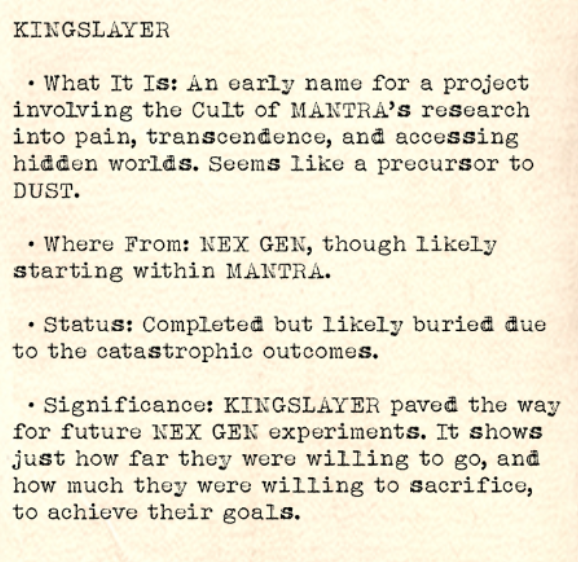 KINGSLAYER
• What It Is: An early name for a project
involving the Cult of MANTRA's research
into pain, transcendence, and accessing
hidden worlds. Seems like a precursor to
DUST.
• Where From: NEX GEN, though likely
starting within MANTRA.
• Status: Completed but likely buried due
to the catastrophic outcomes.
• Significance: KINGSLAYER paved the way
for future NEX GEN experiments. It shows
just how far they were willing to go, and
how much they were willing to sacrifice,
to achieve their goals.